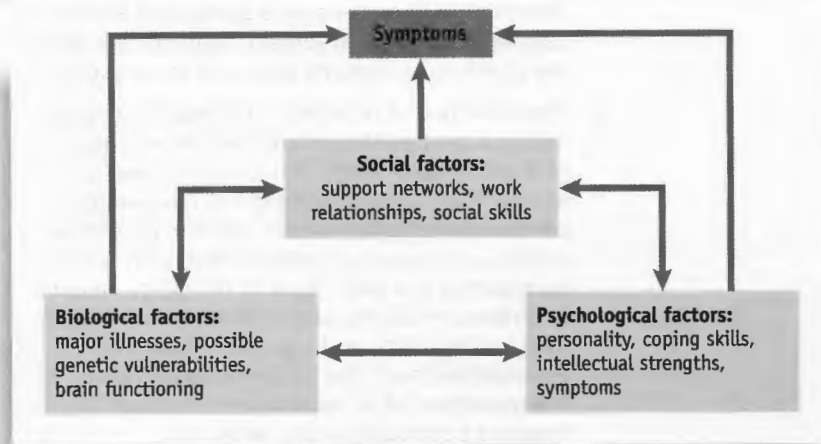 Symptoms
Social factors:
support networks, work
relationships, social skills
Biological factors:
major illnesses, possible
genetic vulnerabilities,
brain functioning
Psychological factors:
personality, coping skills,
intellectual strengths,
symptoms